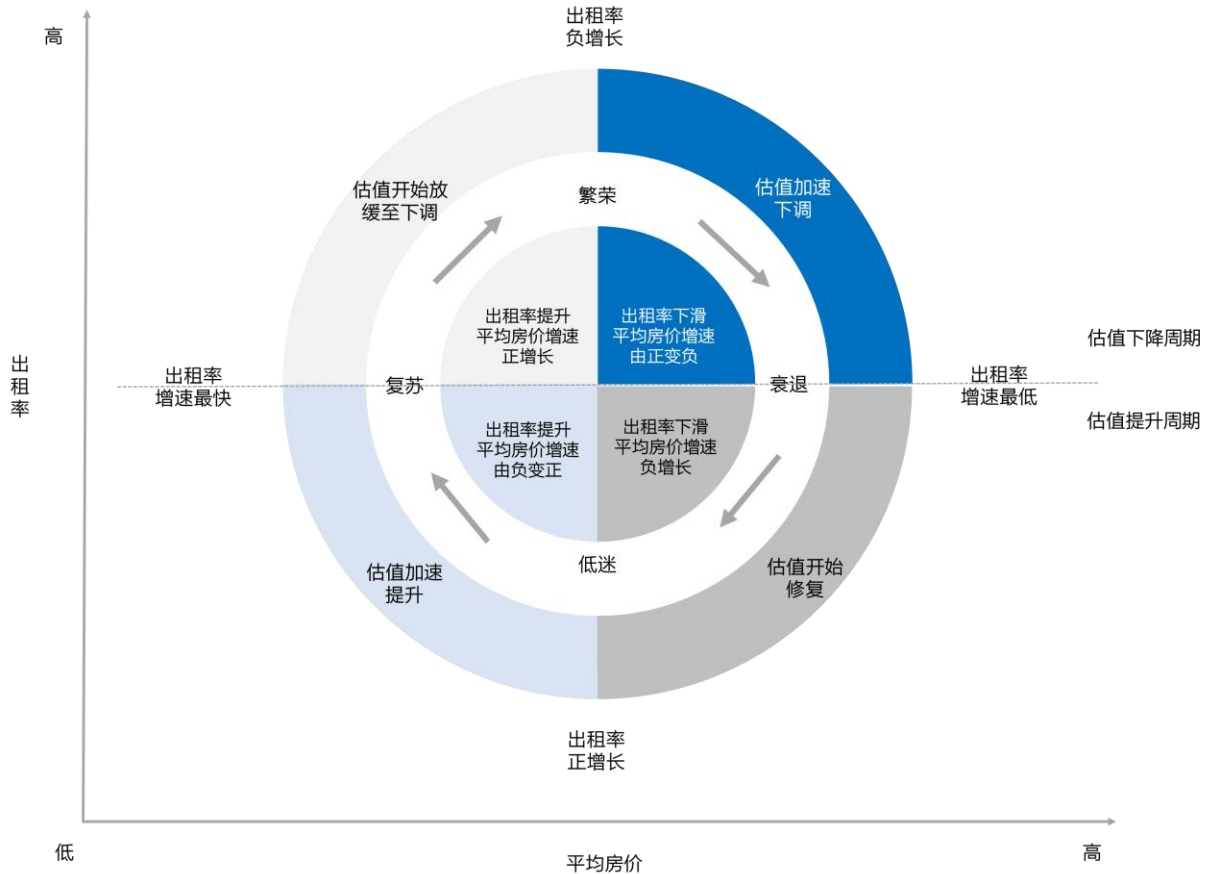 出租率
负增长
高
估值开始放
缓至下调
繁荣
估值加速
下调
出租率提升
平均房价增速
正增长
出租率下滑
平均房价增速
由正变负
估值下降周期
出
租
率
出租率
增速最快
复苏
衰退
出租率
增速最低
估值提升周期
出租率提升
平均房价增速
由负变正
出租率下滑
平均房价增速
负增长
低迷
估值加速
提升
估值开始
修复
出租率
正增长
低
平均房价
高